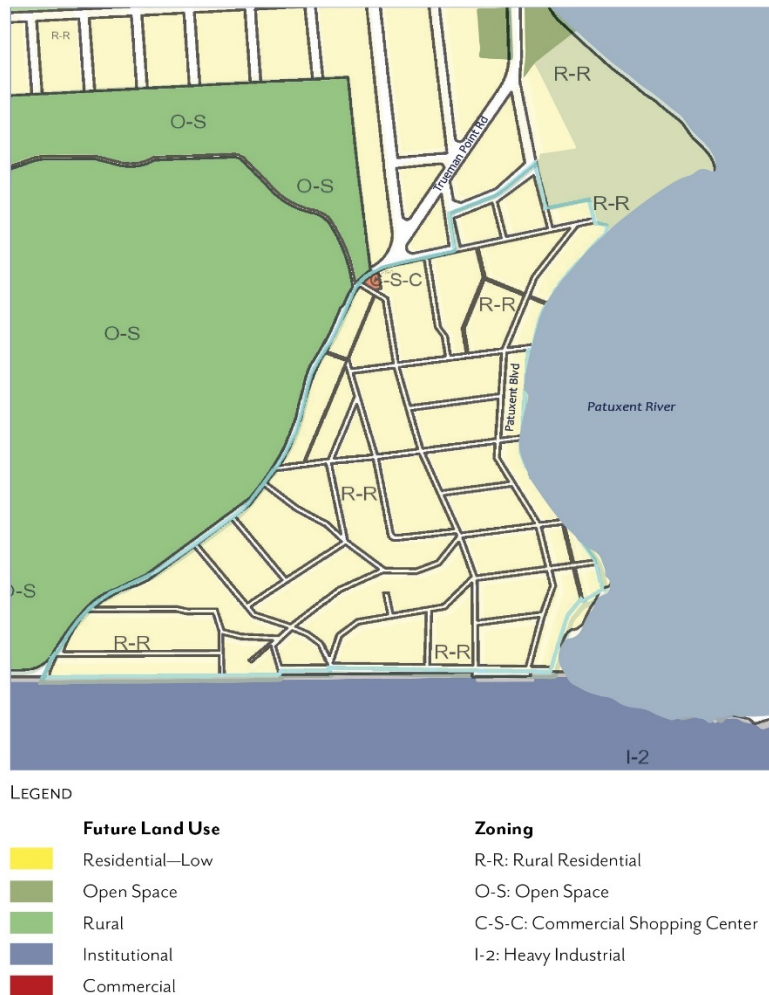 R-R
R-R
O-S
Trueman Point Rd
O-S
R-R
C-S-C
R-R
O-S
Patuxent Blvd
Patuxent River
R-R
O-S
R-R
R-R
I-2
LEGEND
Future Land Use
Residential—Low
Open Space
Rural
Institutional
Commercial
Zoning
R-R: Rural Residential
O-S: Open Space
C-S-C: Commercial Shopping Center
I-2: Heavy Industrial